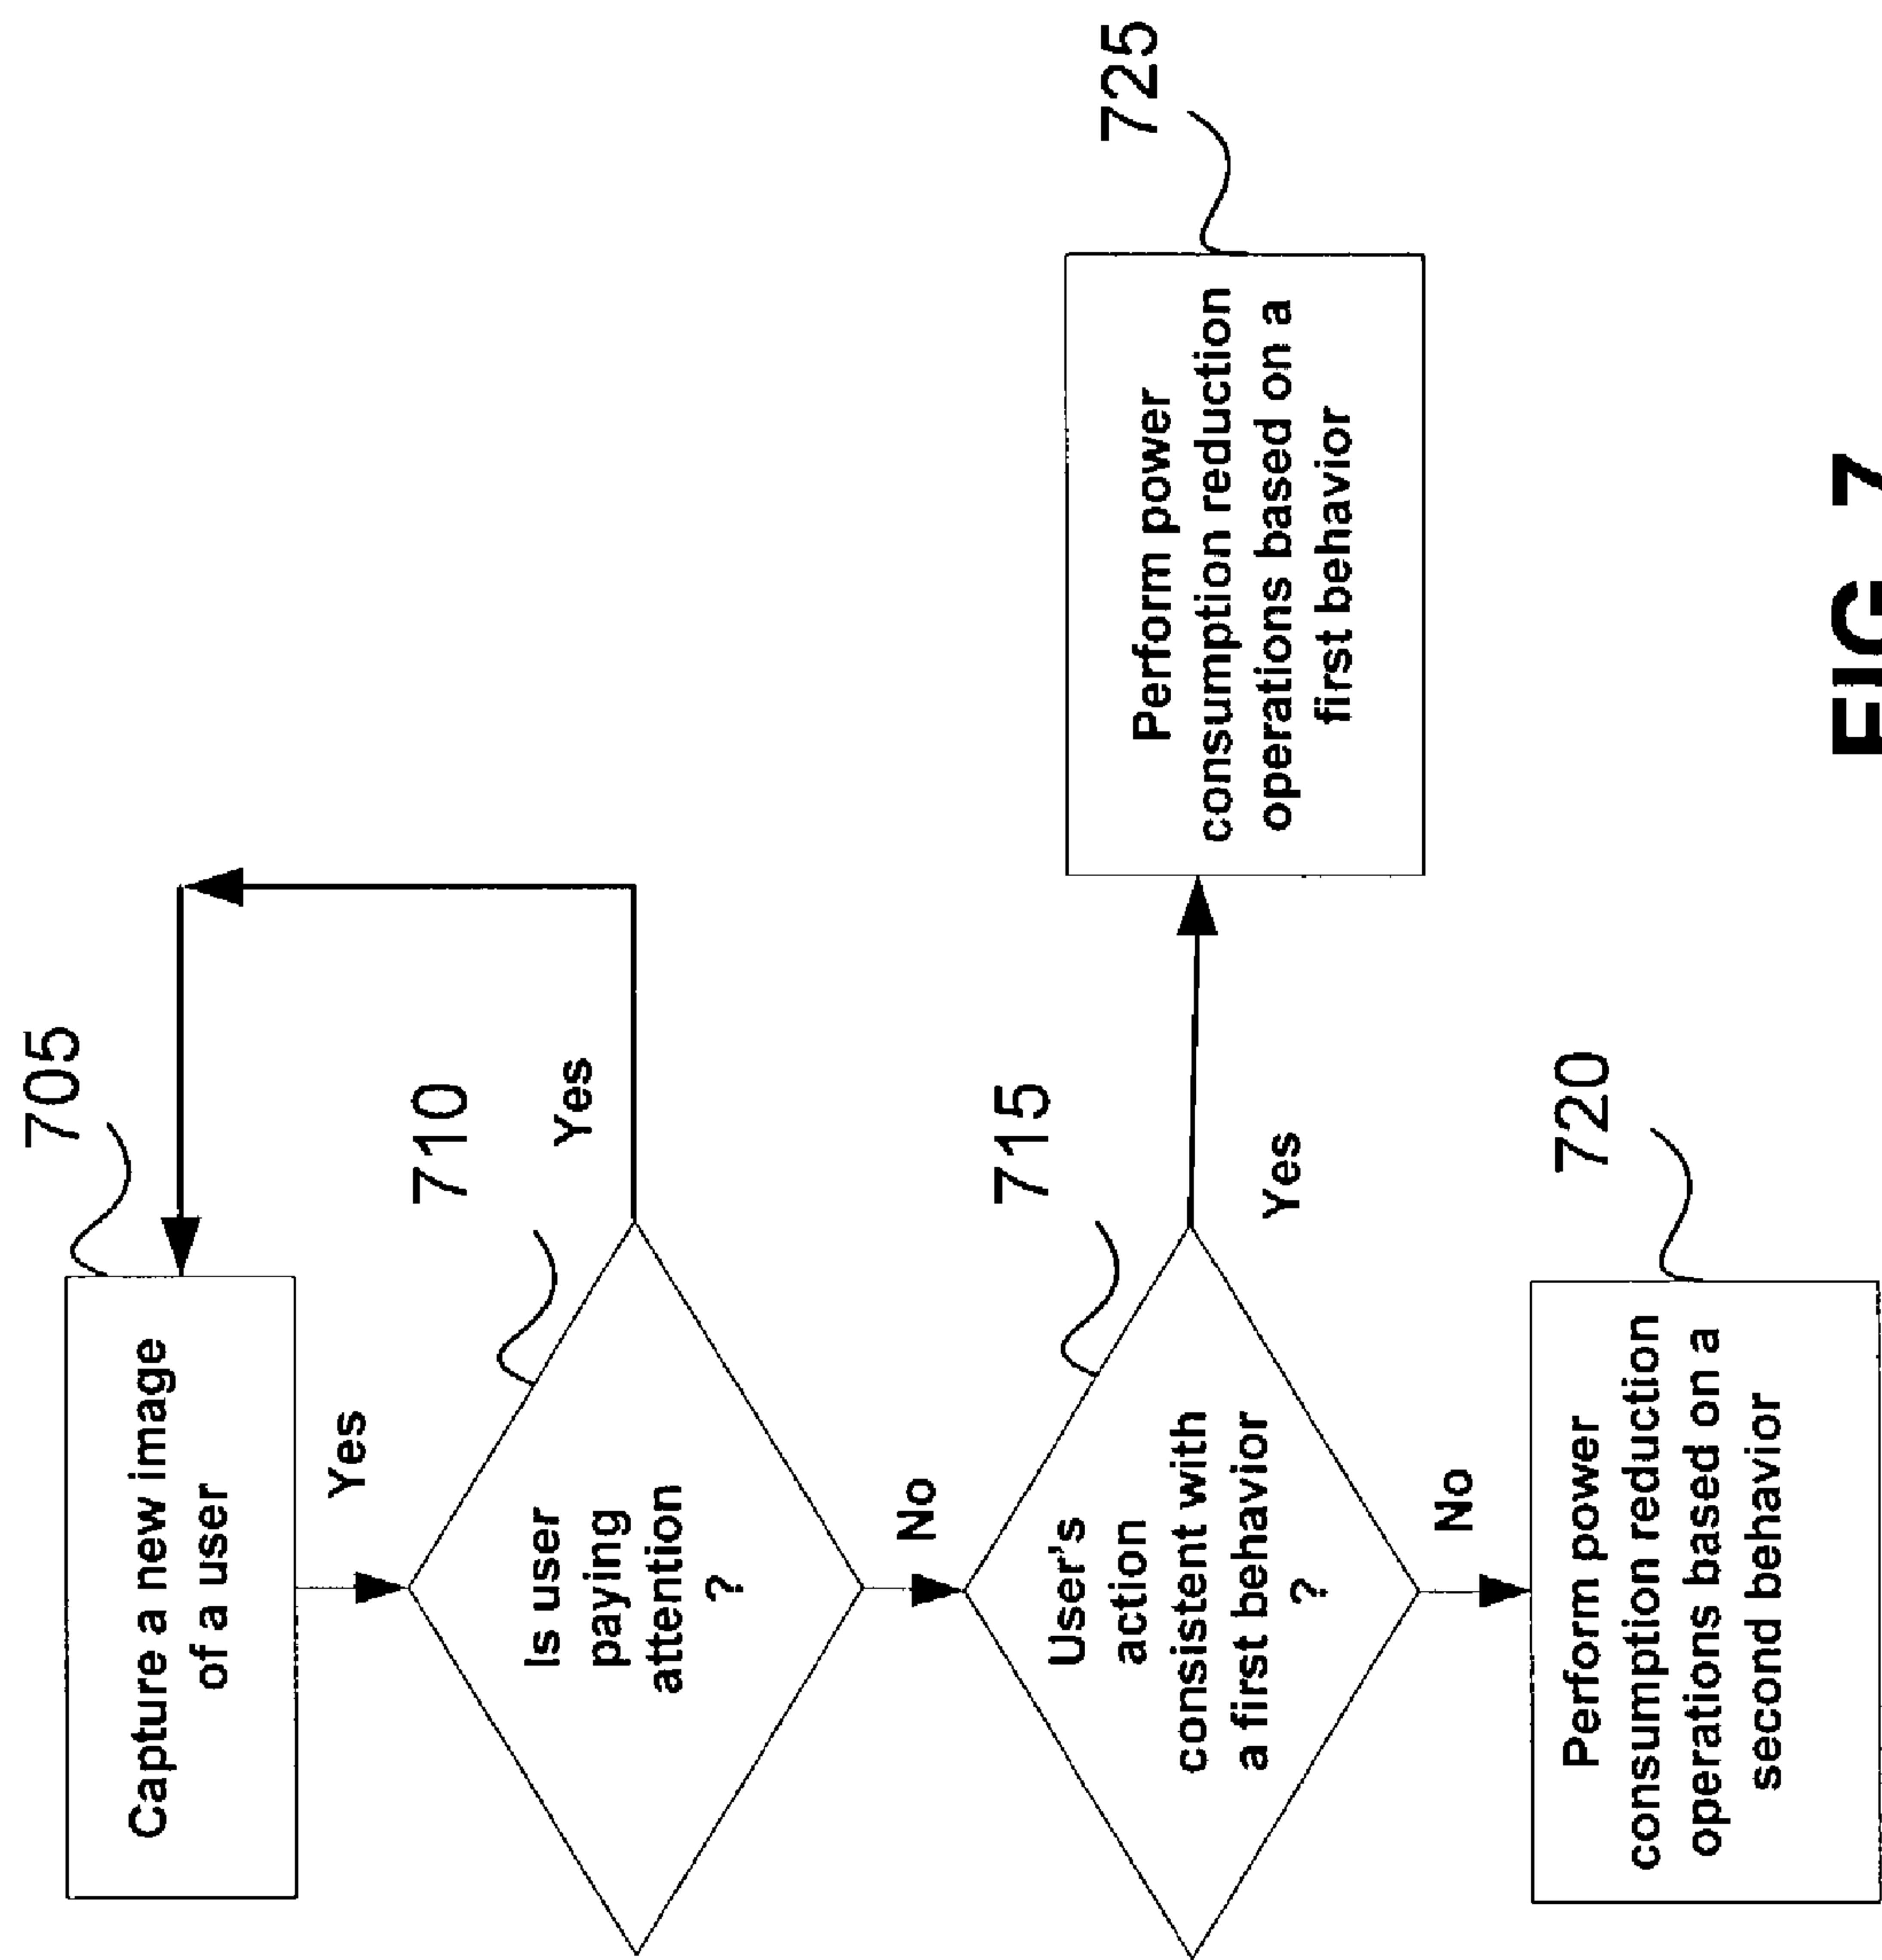 705
Capture a new image
of a user
Yes
710
Is user
paying
attention
?
Yes
No
715
User's
action
consistent with
a first behavior
?
Yes
725
Perform power
consumption reduction
operations based on a
first behavior
No
720
Perform power
consumption reduction
operations based on a
second behavior
FIG. 7